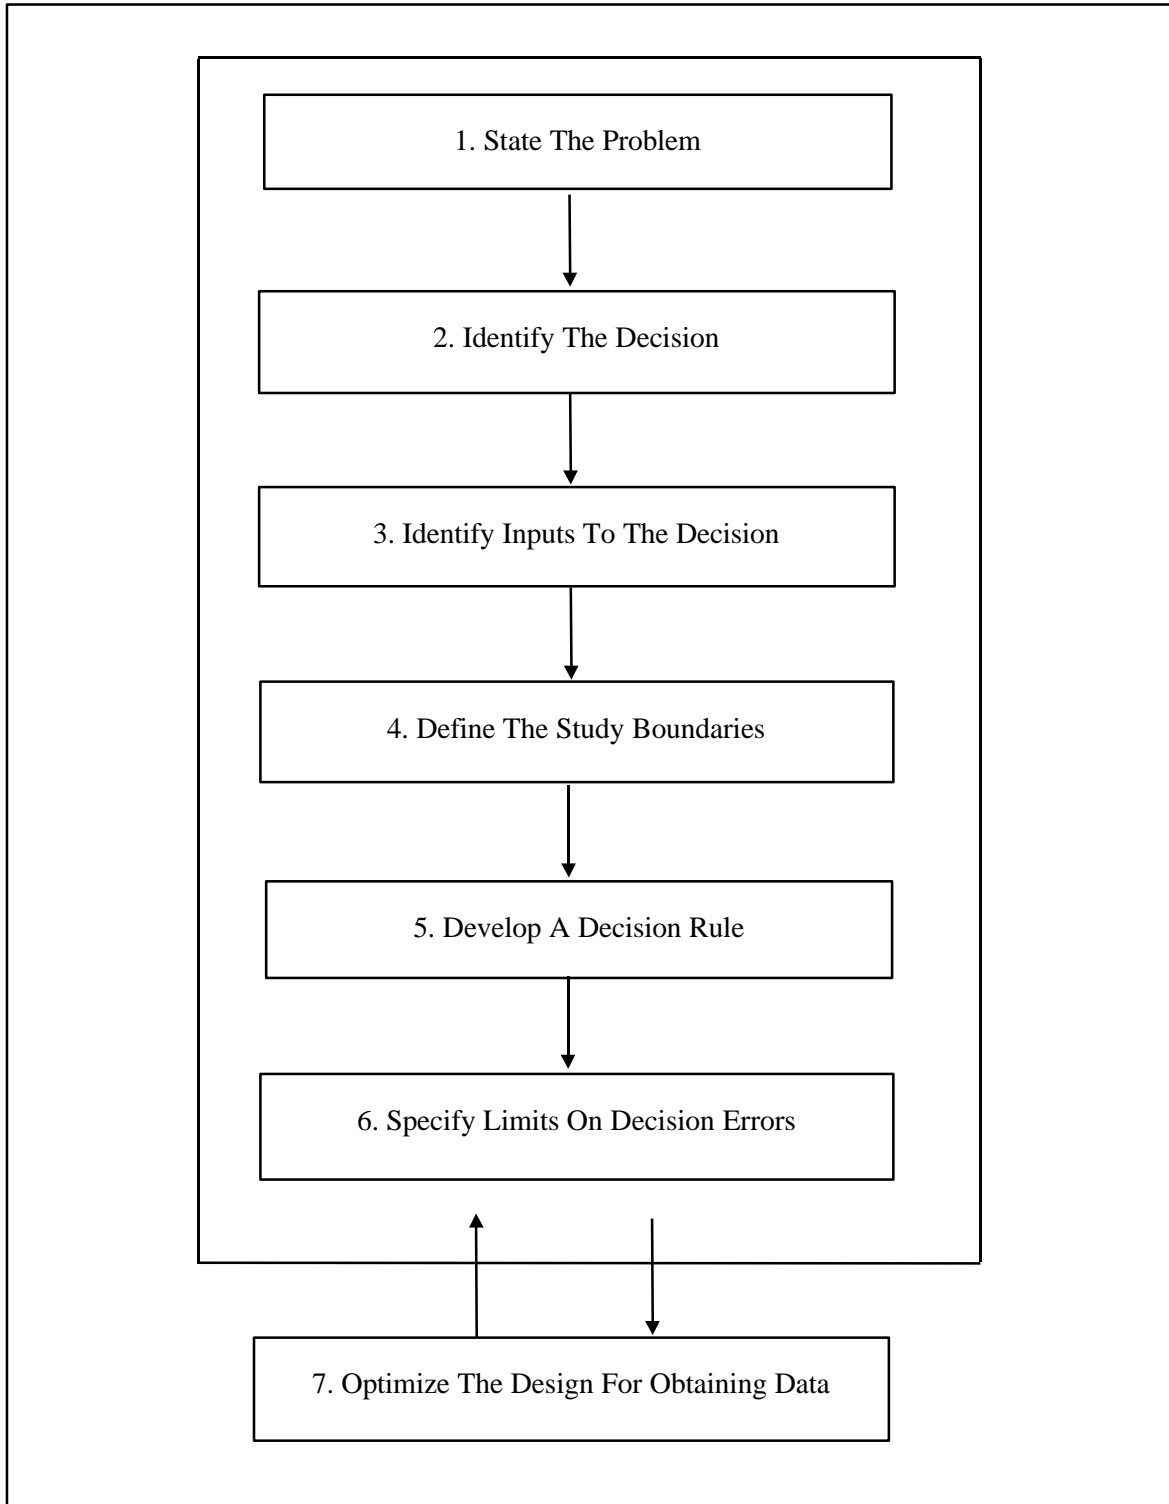 1. State The Problem
2. Identify The Decision
3. Identify Inputs To The Decision
4. Define The Study Boundaries
5. Develop A Decision Rule
6. Specify Limits On Decision Errors
7. Optimize The Design For Obtaining Data